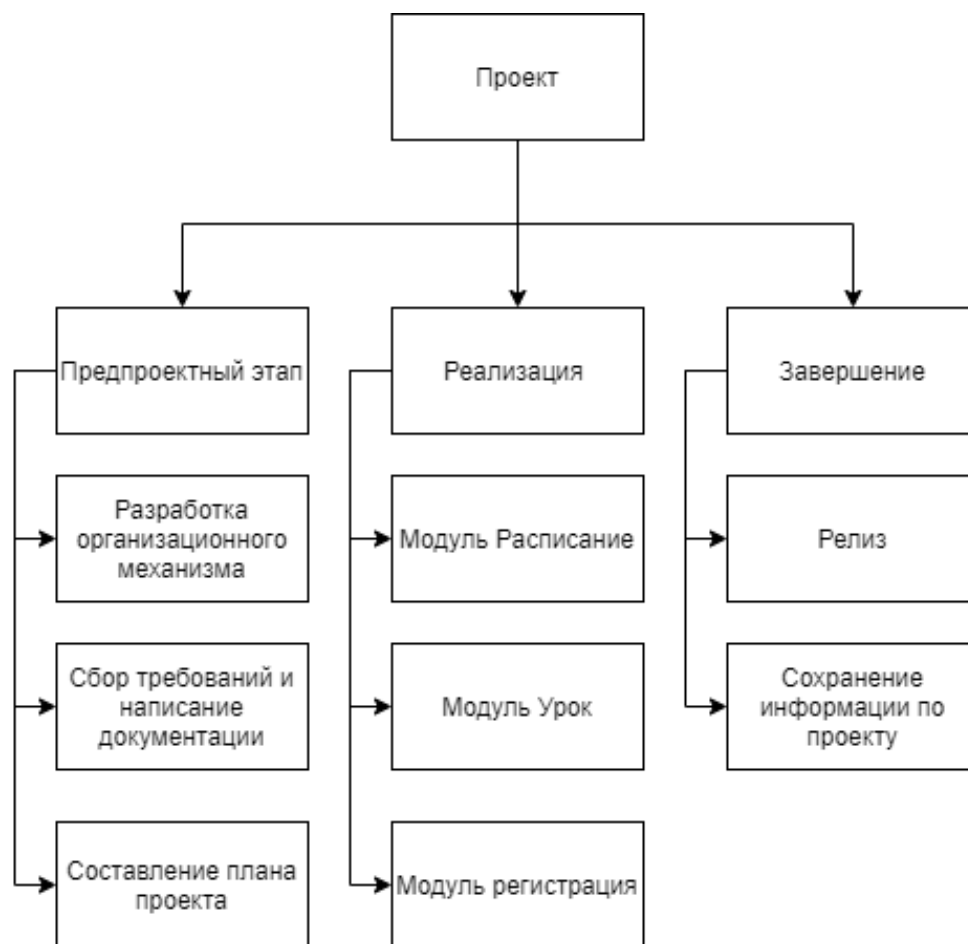 Проект
Предпроектный этап
Реализация
Завершение
Разработка
организационного
механизма
Модуль Расписание
Релиз
Сбор требований и
написание
документации
Модуль Урок
Сохранение
информации по
проекту
Составление плана
проекта
Модуль регистрация